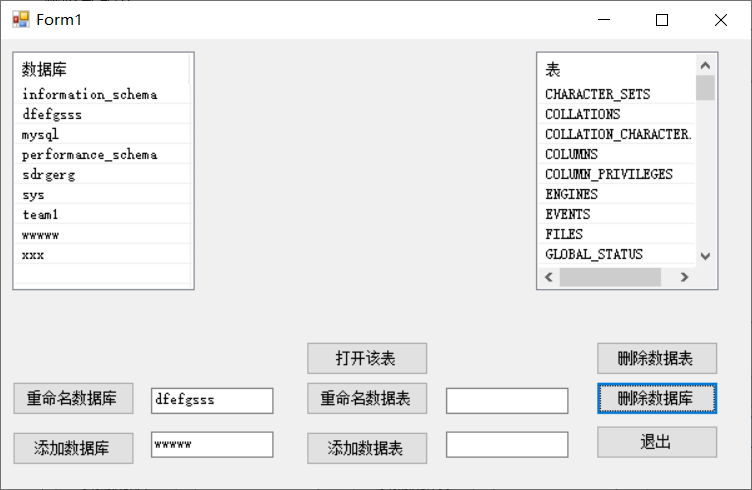 Form1
数据库
information_schema
dfefgsss
mysql
performance_schema
sdrgerg
sys
team1
wwwww
xxx
表
CHARACTER_SETS
COLLATIONS
COLLATION_CHARACTER.
COLUMNS
COLUMN_PRIVILEGES
ENGINES
EVENTS
FILES
GLOBAL_STATUS
打开该表
删除数据表
重命名数据库
dfefgsss
重命名数据表
删除数据库
添加数据库
wwwww
添加数据表
退出